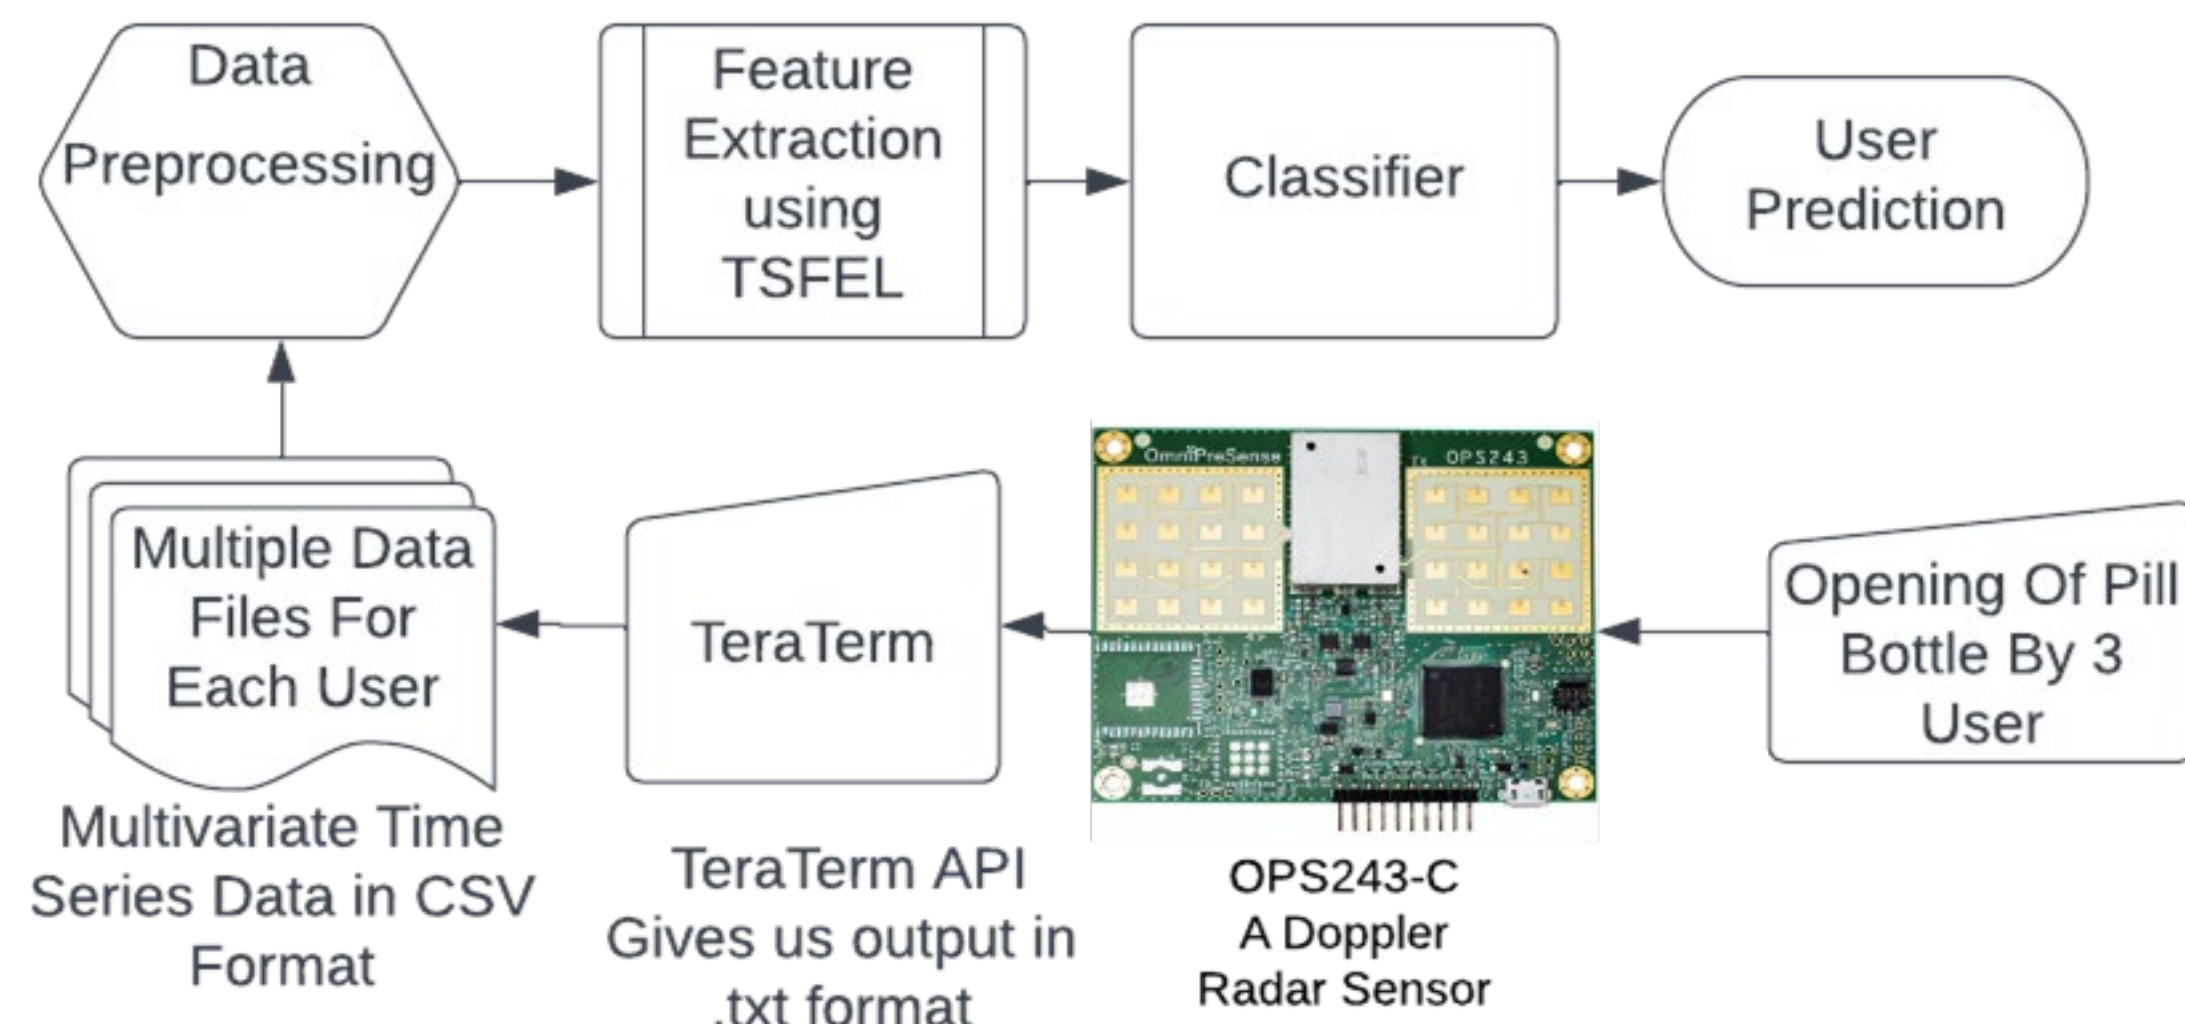 Data
Preprocessing
Feature
Extraction
using
TSFEL
Classifier
User
Prediction
Multiple Data
Files For
Each User
Multivariate Time
Series Data in CSV
Format
TeraTerm
TeraTerm API
Gives us output in
.txt format
OmniPreSense
OPS243
OPS243-C
A Doppler
Radar Sensor
Opening Of Pill
Bottle By 3
User